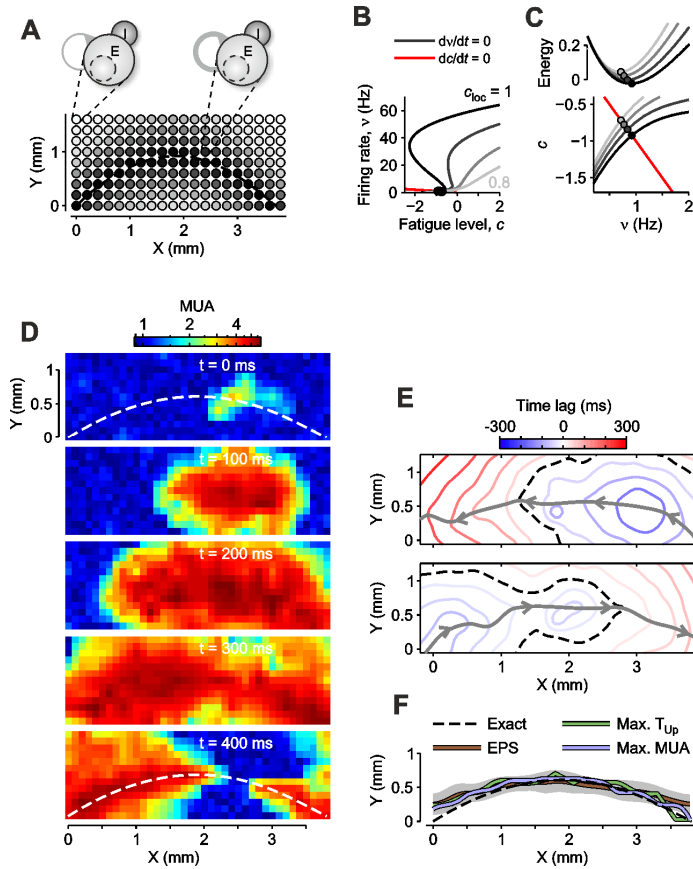 A
I
I
E
E
Y (mm)
1
0
0
1
2
3
X (mm)
B
dν/dt = 0
dc/dt = 0
Firing rate, ν (Hz)
60
40
20
0
c_loc = 1
0.8
−2
0
2
Fatigue level, c
C
Energy
0.2
0
c
−0.5
−1
−1.5
1
2
ν (Hz)
D
MUA
1
2
4
t = 0 ms
Y (mm)
1
0.5
0
t = 100 ms
t = 200 ms
t = 300 ms
t = 400 ms
0
1
2
3
X (mm)
E
Time lag (ms)
-300
0
300
Y (mm)
1
0.5
0
Y (mm)
1
0.5
0
0
1
2
3
X (mm)
F
Exact
Max. T_Up
EPS
Max. MUA
Y (mm)
1
0.5
0
0
1
2
3
X (mm)